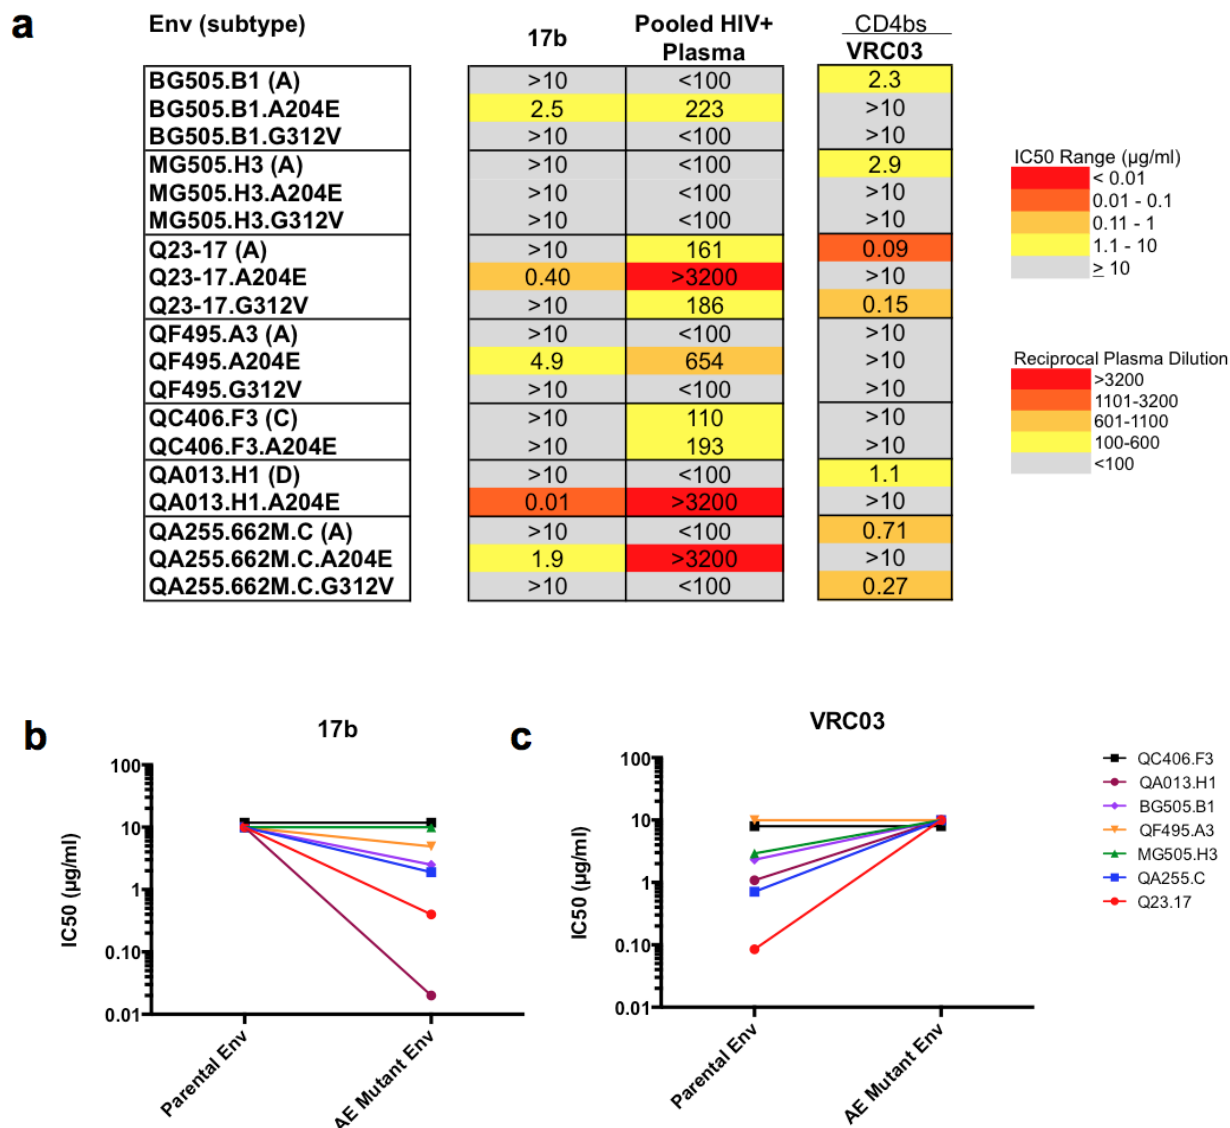 a
Env (subtype) 17b Pooled HIV+ Plasma CD4bs VRC03
BG505.B1 (A) >10 <100 2.3
BG505.B1.A204E 2.5 223 >10
BG505.B1.G312V >10 <100 >10
MG505.H3 (A) >10 <100 2.9
MG505.H3.A204E >10 <100 >10
MG505.H3.G312V >10 <100 >10
Q23-17 (A) >10 161 0.09
Q23-17.A204E 0.40 >3200 >10
Q23-17.G312V >10 186 0.15
QF495.A3 (A) >10 <100 >10
QF495.A204E 4.9 654 >10
QF495.G312V >10 <100 >10
QC406.F3 (C) >10 110 >10
QC406.F3.A204E >10 193 >10
QA013.H1 (D) >10 <100 1.1
QA013.H1.A204E 0.01 >3200 >10
QA255.662M.C (A) >10 <100 0.71
QA255.662M.C.A204E 1.9 >3200 >10
QA255.662M.C.G312V >10 <100 0.27
IC50 Range (µg/ml)
< 0.01
0.01 - 0.1
0.11 - 1
1.1 - 10
≥ 10
Reciprocal Plasma Dilution
>3200
1101-3200
601-1100
100-600
<100
b
17b
IC50 (µg/ml)
100
10
1
0.10
0.01
Parental Env
AE Mutant Env
c
VRC03
IC50 (µg/ml)
100
10
1
0.10
0.01
Parental Env
AE Mutant Env
QC406.F3
QA013.H1
BG505.B1
QF495.A3
MG505.H3
QA255.C
Q23.17